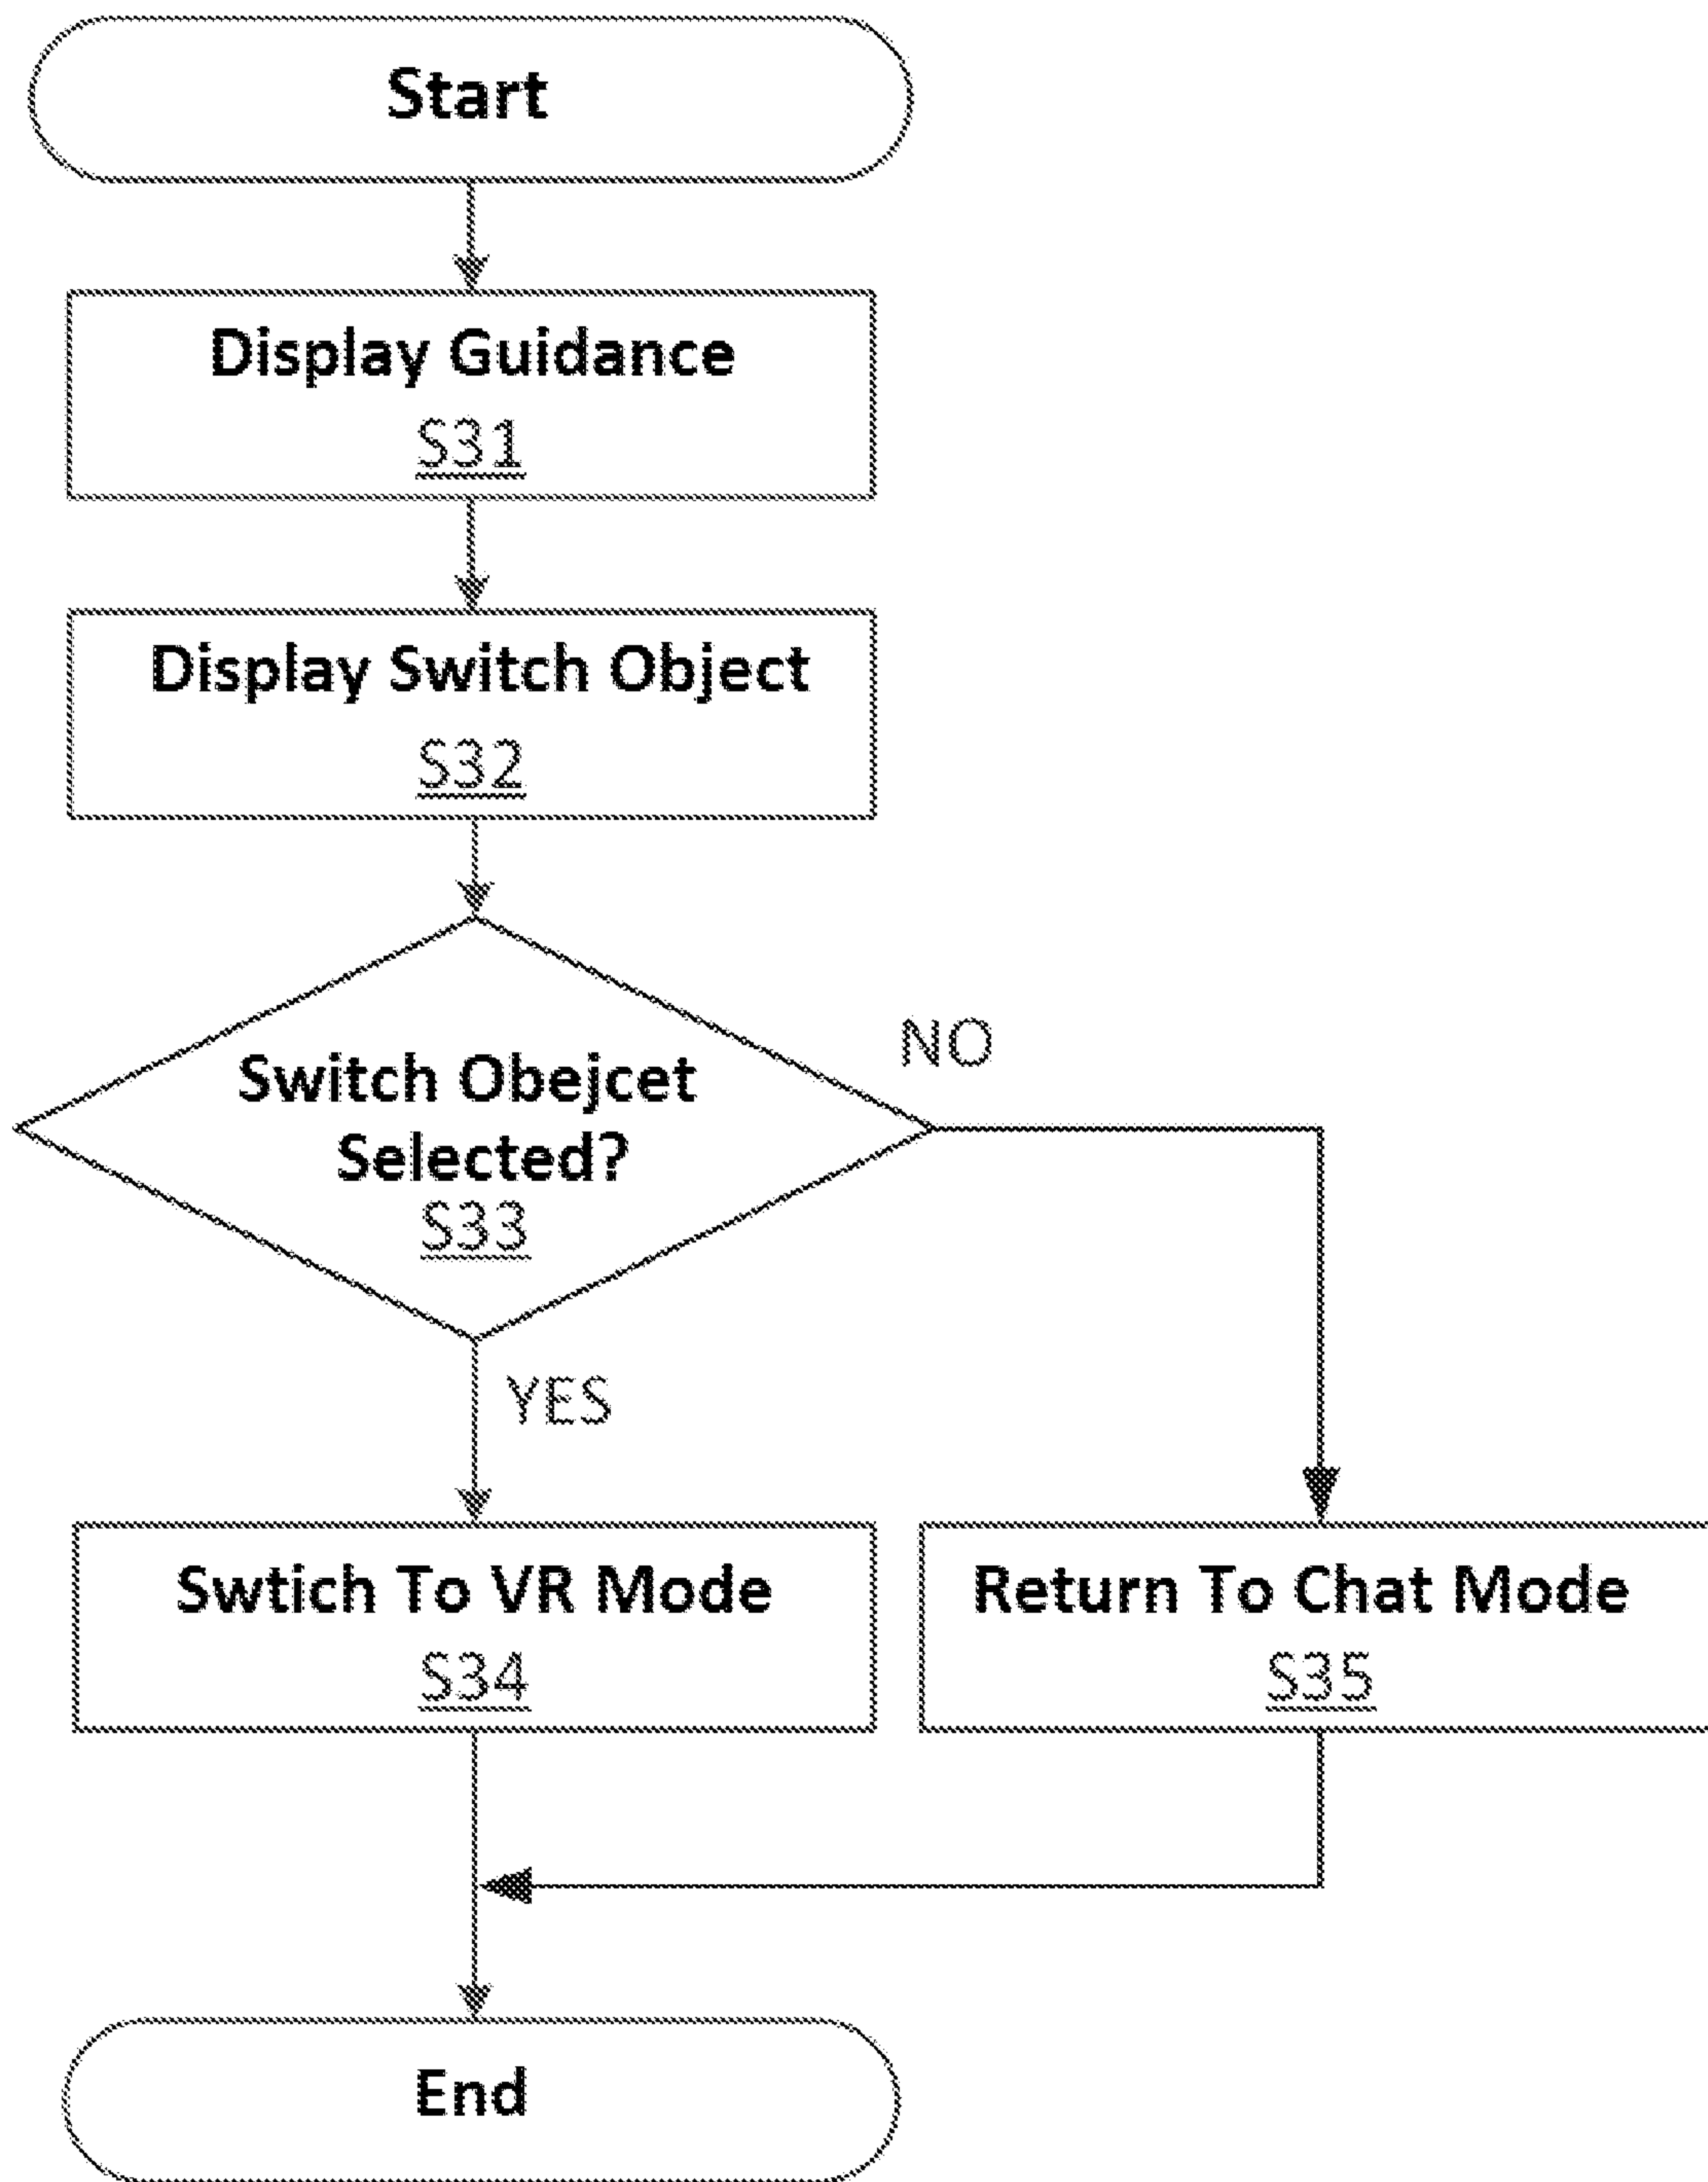 Start
Display Guidance
S31
Display Switch Object
S32
Switch Obejcet
Selected?
S33
NO
YES
Swtich To VR Mode
S34
Return To Chat Mode
S35
End